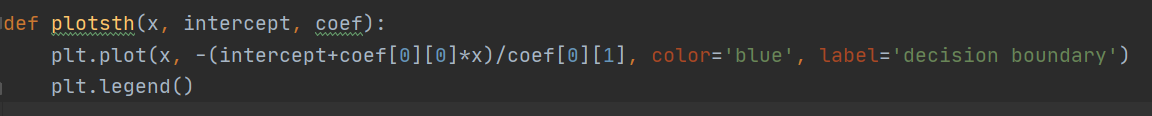 def plotsth(x, intercept, coef):
    plt.plot(x, -(intercept+coef[0][0]*x)/coef[0][1], color='blue', label='decision boundary')
    plt.legend()